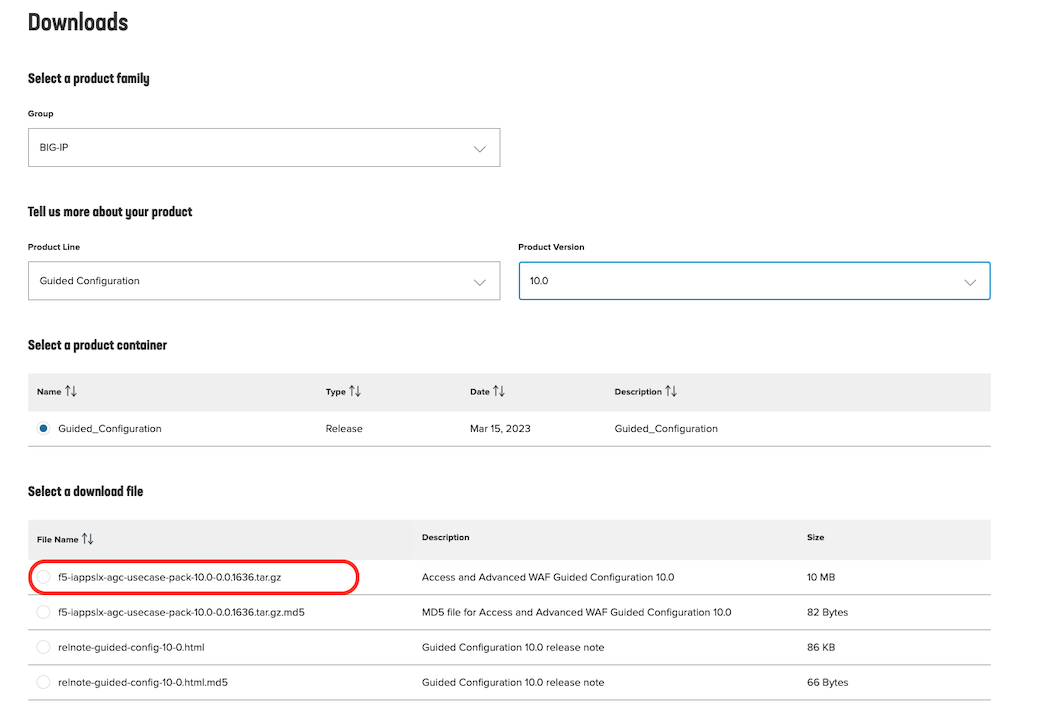 Downloads
Select a product family
Group
BIG-IP
Tell us more about your product
Product Line Product Version
Guided Configuration 10.0
Select a product container
Name Type Date Description
Guided_Configuration Release Mar 15, 2023 Guided_Configuration
Select a download file
File Name Description Size
f5-iappslx-agc-usecase-pack-10.0-0.0.1636.tar.gz Access and Advanced WAF Guided Configuration 10.0 10 MB
f5-iappslx-agc-usecase-pack-10.0-0.0.1636.tar.gz.md5 MD5 file for Access and Advanced WAF Guided Configuration 10.0 82 Bytes
relnote-guided-config-10-0.html Guided Configuration 10.0 release note 86 KB
relnote-guided-config-10-0.html.md5 Guided Configuration 10.0 release note 66 Bytes